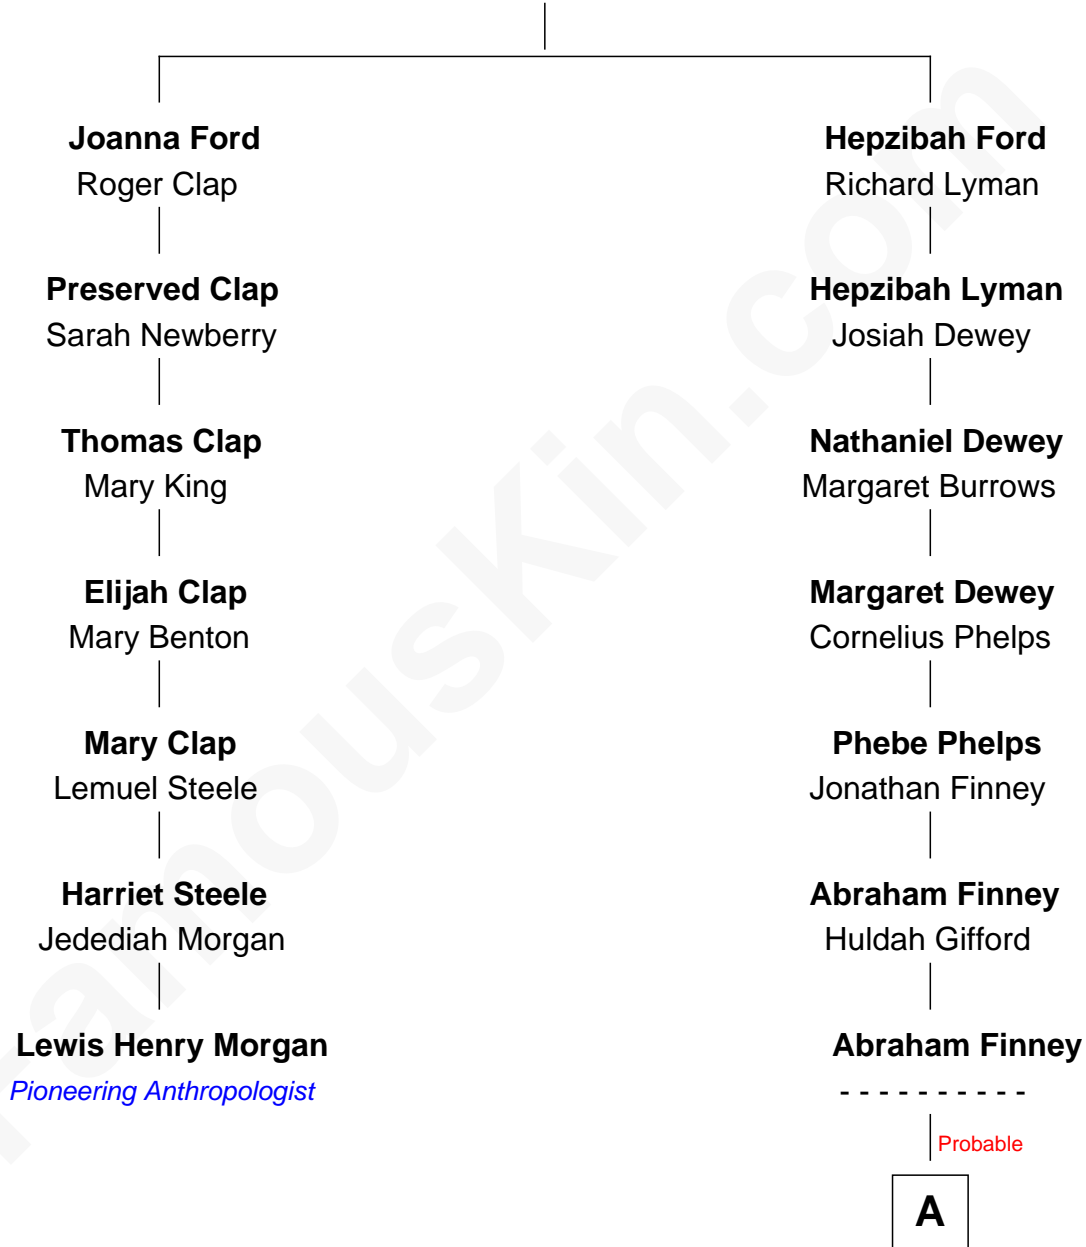 Joanna Ford
Roger Clap
Preserved Clap
Sarah Newberry
Thomas Clap
Mary King
Elijah Clap
Mary Benton
Mary Clap
Lemuel Steele
Harriet Steele
Jedediah Morgan
Lewis Henry Morgan
Pioneering Anthropologist
Hepzibah Ford
Richard Lyman
Hepzibah Lyman
Josiah Dewey
Nathaniel Dewey
Margaret Burrows
Margaret Dewey
Cornelius Phelps
Phebe Phelps
Jonathan Finney
Abraham Finney
Huldah Gifford
Abraham Finney
- - - - - - - - - -
Probable
A
FamousKin.com